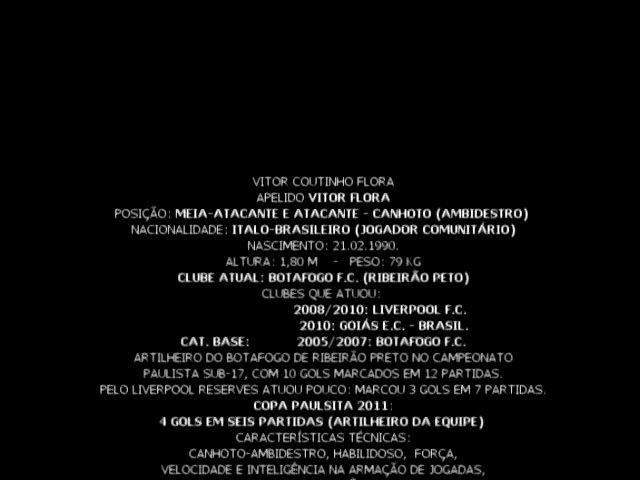 VITOR COUTINHO FLORA
APELIDO VITOR FLORA
POSIÇÃO: MEIA-ATACANTE E ATACANTE - CANHOTO (AMBIDESTRO)
NACIONALIDADE: ITALO-BRASILEIRO (JOGADOR COMUNITÁRIO)
NASCIMENTO: 21.02.1990.
ALTURA: 1,80 M - PESO: 79 KG
CLUBE ATUAL: BOTAFOGO F.C. (RIBEIRÃO PETO)
CLUBES QUE ATUOU:
2008/2010: LIVERPOOL F.C.
2010: GOIÁS E.C. - BRASIL.
CAT. BASE: 2005/2007: BOTAFOGO F.C.
ARTILHEIRO DO BOTAFOGO DE RIBEIRÃO PRETO NO CAMPEONATO
PAULISTA SUB-17, COM 10 GOLS MARCADOS EM 12 PARTIDAS.
PELO LIVERPOOL RESERVES ATUOU POUCO: MARCOU 3 GOLS EM 7 PARTIDAS.
COPA PAULSITA 2011:
4 GOLS EM SEIS PARTIDAS (ARTILHEIRO DA EQUIPE)
CARACTERÍSTICAS TÉCNICAS:
CANHOTO-AMBIDESTRO, HABILIDOSO, FORÇA,
VELOCIDADE E INTELIGÊNCIA NA ARMAÇÃO DE JOGADAS,